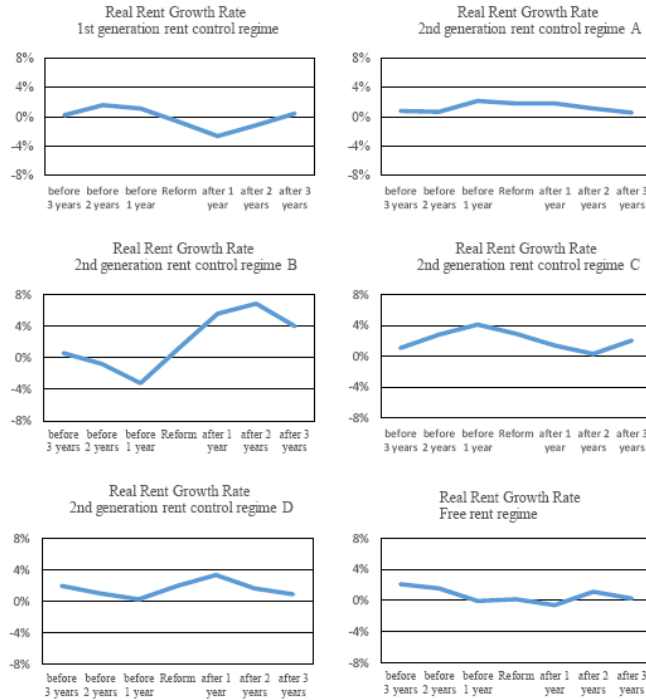 Real Rent Growth Rate
1st generation rent control regime
8%
4%
0%
-4%
-8%
before before before Reform after 1 after 2 after 3
3 years 2 years 1 year year years years
Real Rent Growth Rate
2nd generation rent control regime A
8%
4%
0%
-4%
-8%
before before before Reform after 1 after 2 after 3
3 years 2 years 1 year year years years
Real Rent Growth Rate
2nd generation rent control regime B
8%
4%
0%
-4%
-8%
before before before Reform after 1 after 2 after 3
3 years 2 years 1 year year years years
Real Rent Growth Rate
2nd generation rent control regime C
8%
4%
0%
-4%
-8%
before before before Reform after 1 after 2 after 3
3 years 2 years 1 year year years years
Real Rent Growth Rate
2nd generation rent control regime D
8%
4%
0%
-4%
-8%
before before before Reform after 1 after 2 after 3
3 years 2 years 1 year year years years
Real Rent Growth Rate
Free rent regime
8%
4%
0%
-4%
-8%
before before before Reform after 1 after 2 after 3
3 years 2 years 1 year year years years